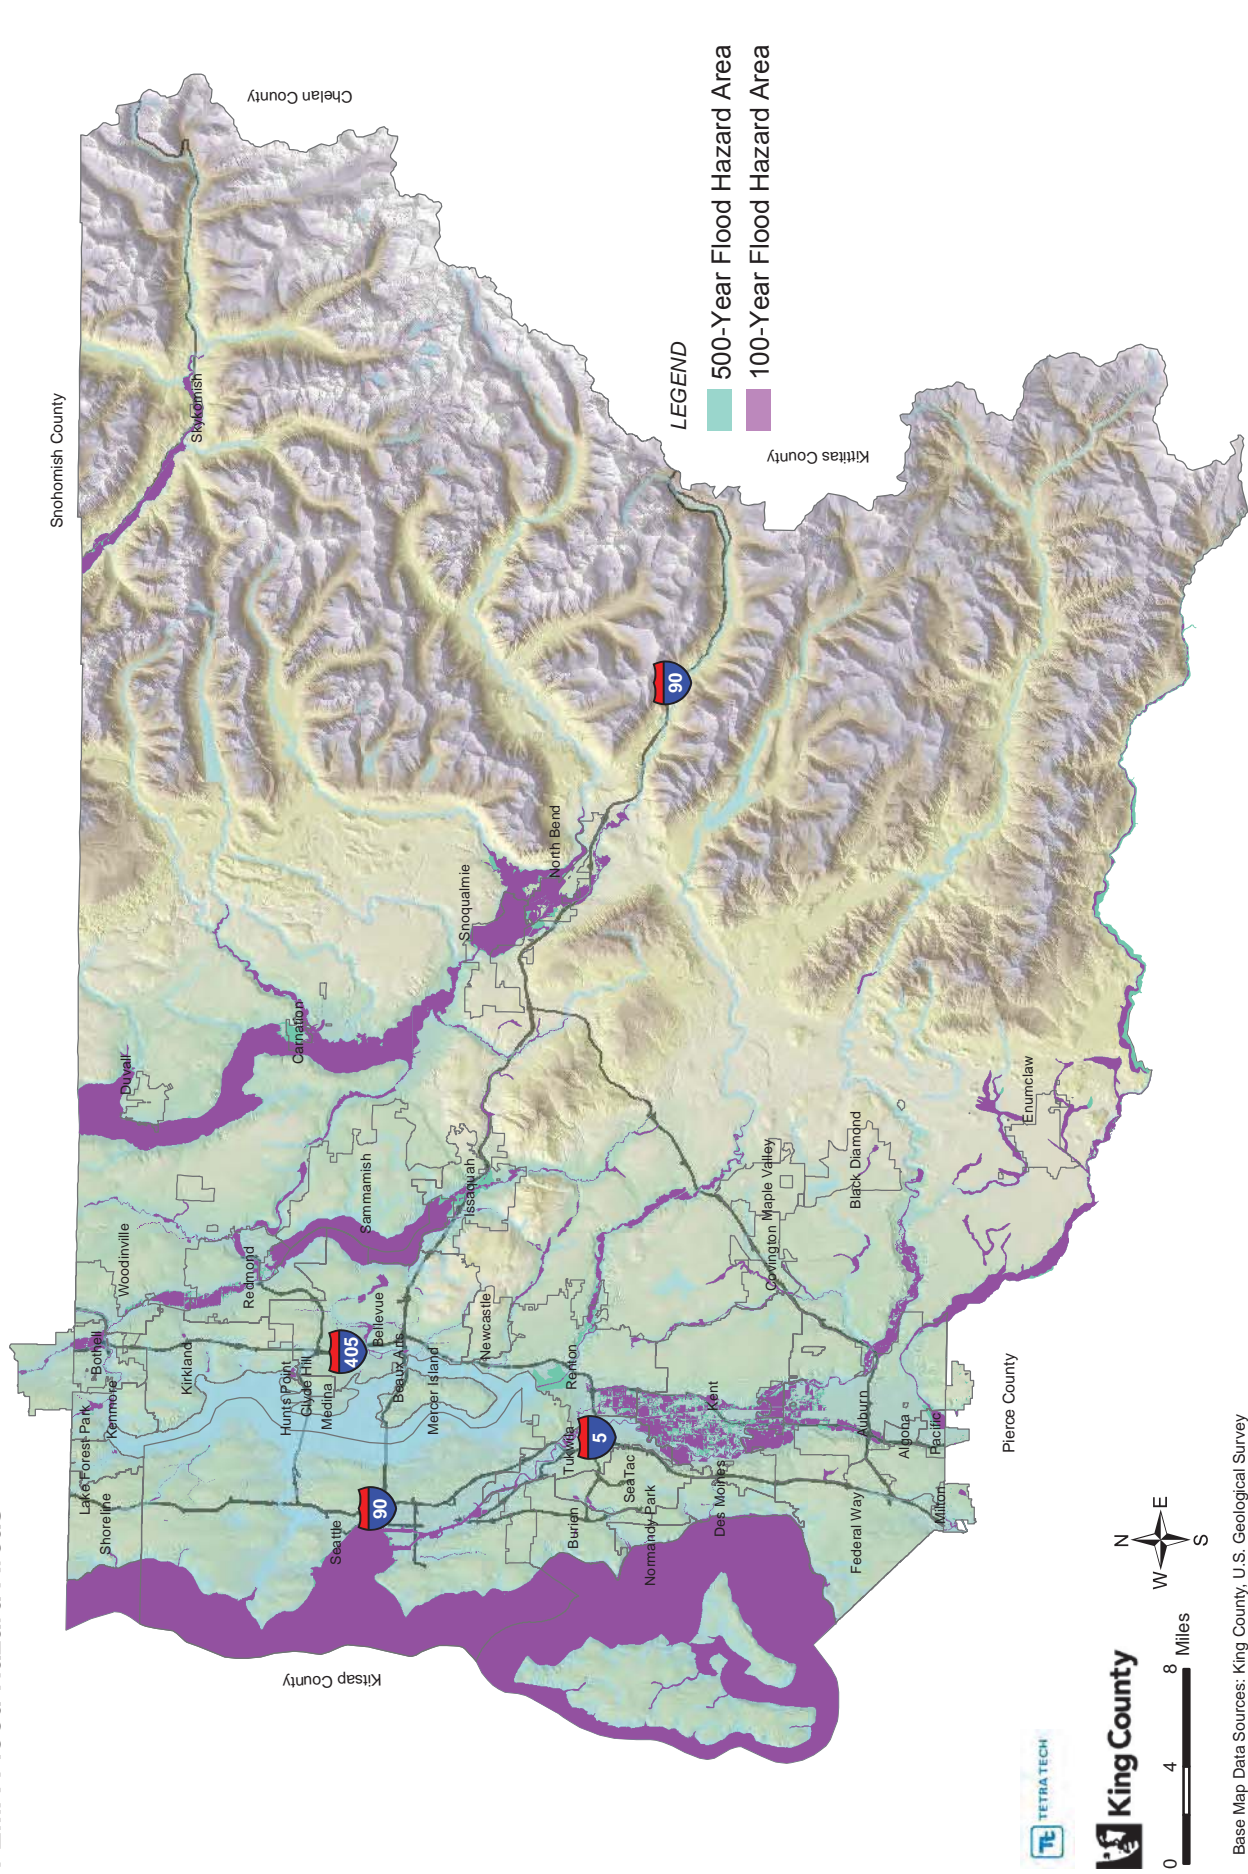 Snohomish County
Chelan County
Kittitas County
Pierce County
Kitsap County
LEGEND
500-Year Flood Hazard Area
100-Year Flood Hazard Area
Skykomish
Duvall
Carnation
Snoqualmie
North Bend
90
Woodinville
Redmond
Sammamish
Issaquah
Bothell
Kenmore
Lake Forest Park
Shoreline
Kirkland
Hunts Point
Glyde Hill
Medina
405
Bellevue
Beaux Arts
Mercer Island
Newcastle
Seattle
90
Renton
Tukwila
5
Burien
SeaTac
Normandy Park
Kent
Des Moines
Covington
Maple Valley
Black Diamond
Enumclaw
Auburn
Federal Way
Algona
Pacific
Milton
N
W
E
S
TETRA TECH
King County
0
4
8
Miles
Base Map Data Sources: King County, U.S. Geological Survey